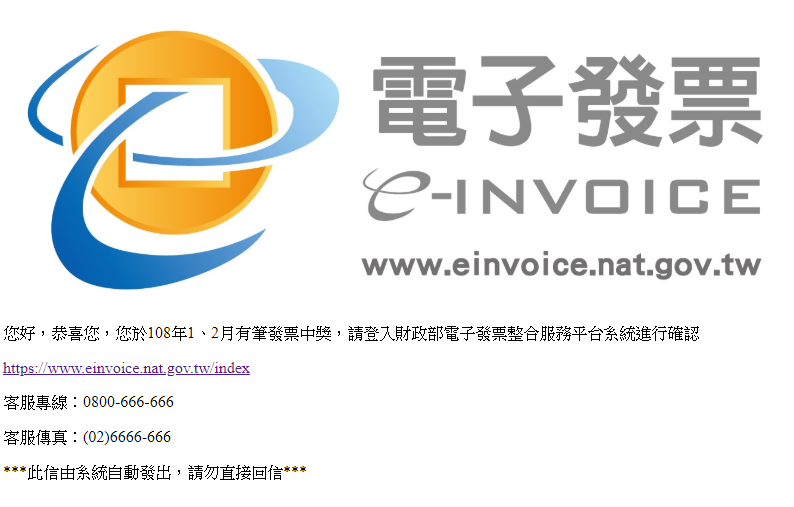 電子發票
e-INVOICE
www.einvoice.nat.gov.tw
您好，恭喜您，您於108年1、2月有筆發票中獎，請登入財政部電子發票整合服務平台系統進行確認
https://www.einvoice.nat.gov.tw/index
客服專線：0800-666-666
客服傳真：(02)6666-666
***此信由系統自動發出，請勿直接回信***